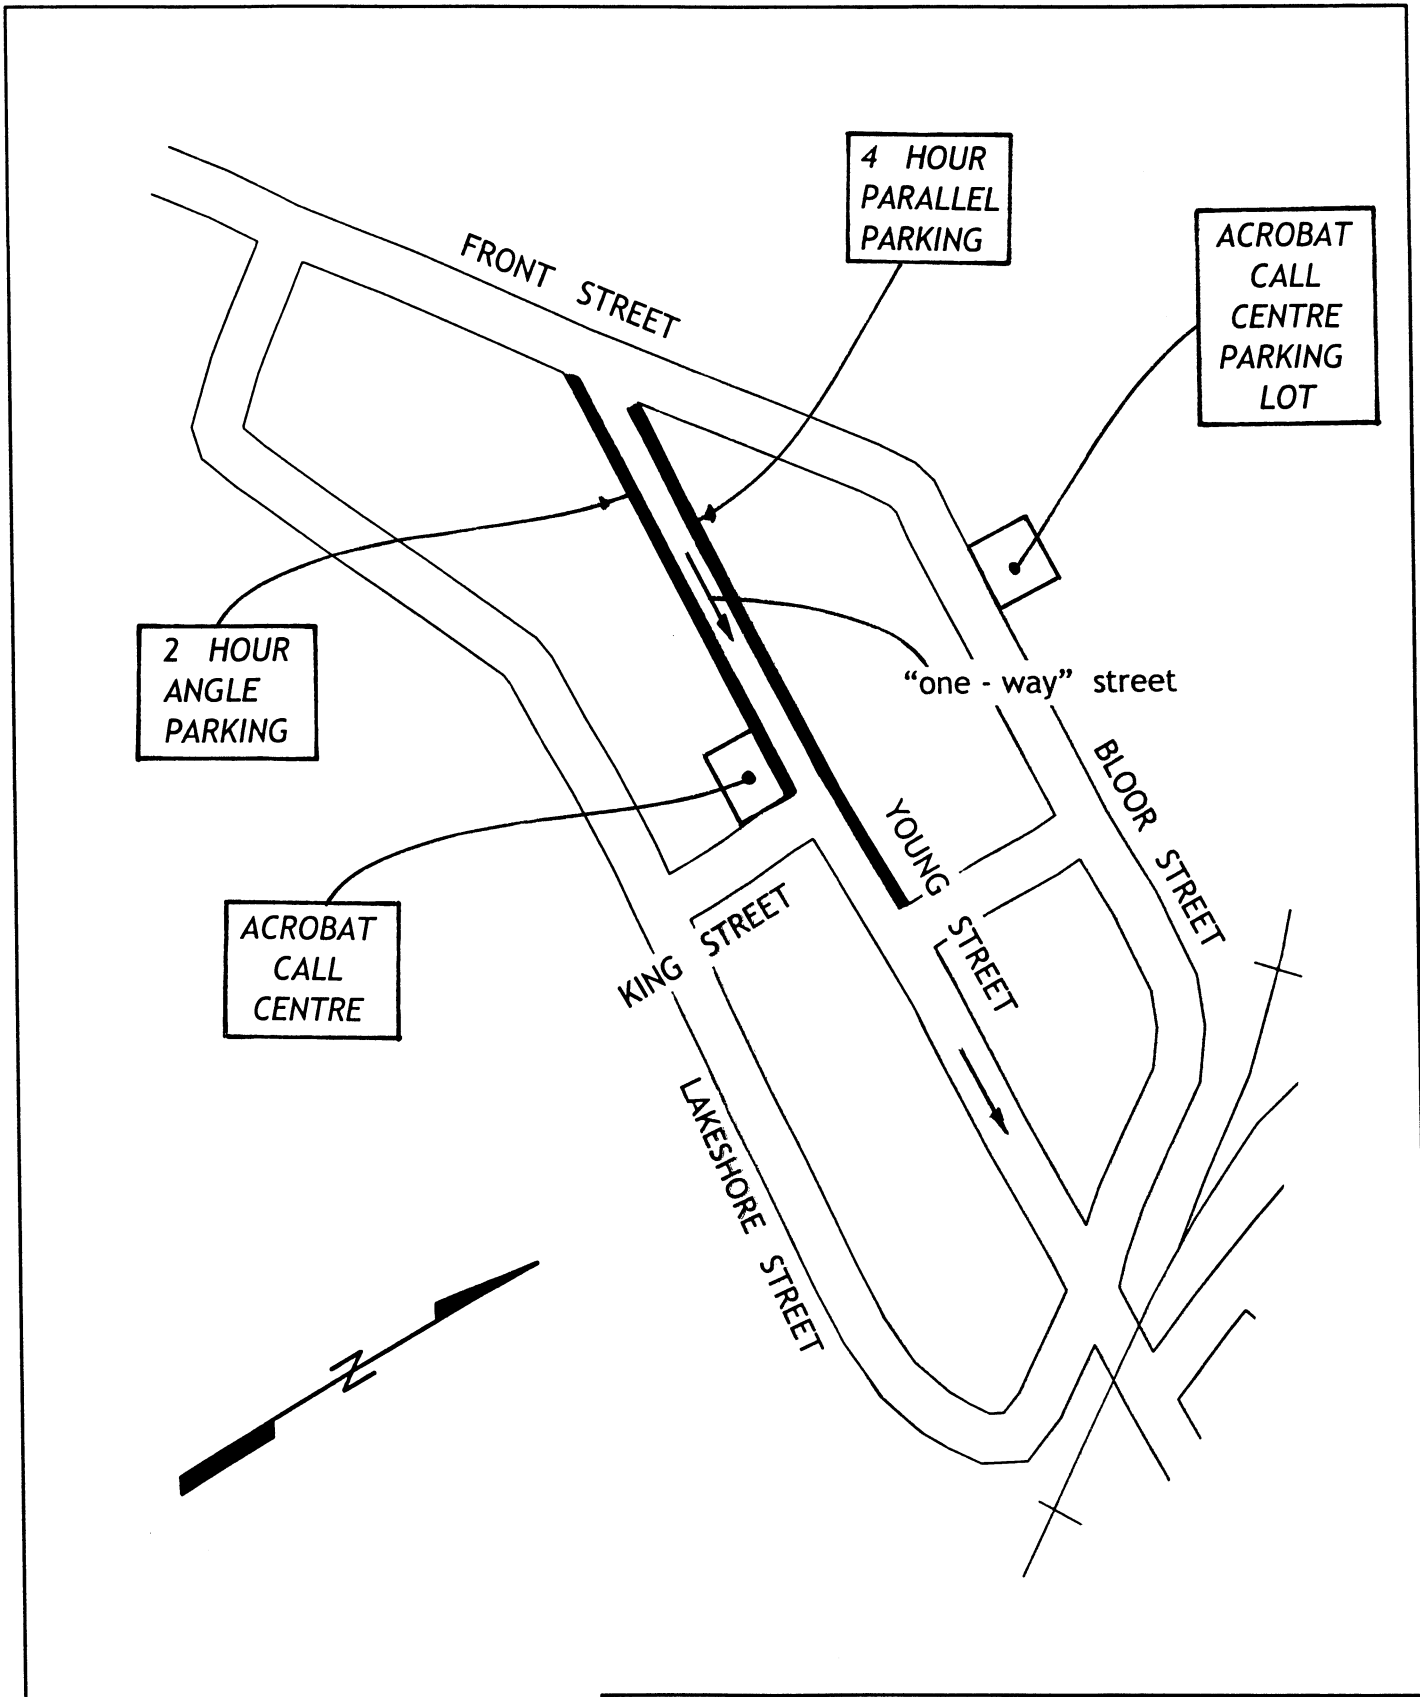 4 HOUR
PARALLEL
PARKING
ACROBAT
CALL
CENTRE
PARKING
LOT
FRONT STREET
2 HOUR
ANGLE
PARKING
“one - way” street
BLOOR STREET
YOUNG STREET
ACROBAT
CALL
CENTRE
KING STREET
LAKESHORE STREET
N